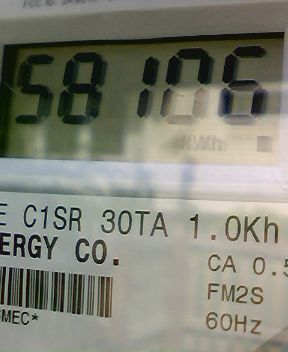 58106
kWh
E C1SR 30TA 1.0Kh
ERGY CO.
CA 0.5
FM2S
MEC*
60Hz